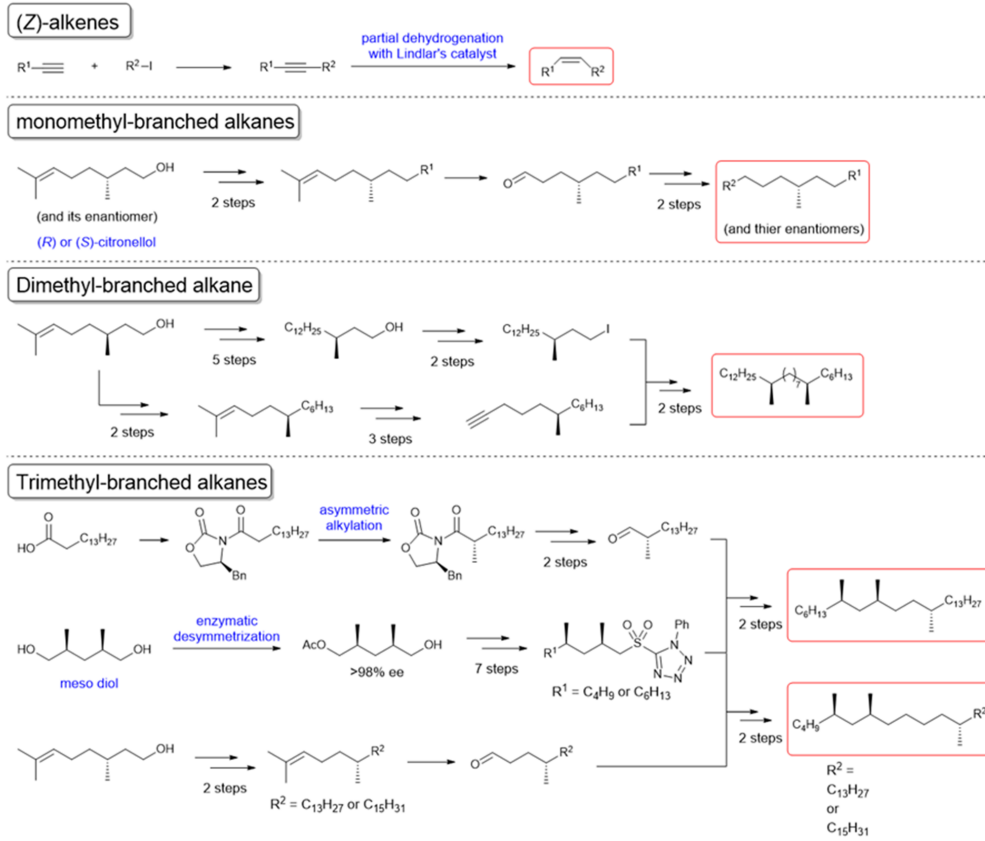 (Z)-alkenes
partial dehydrogenation
with Lindlar's catalyst
R¹ + R²–I R¹ R² R¹ R²
monomethyl-branched alkanes
OH R¹ O R¹ R² R¹
2 steps 2 steps
(and its enantiomer) (and thier enantiomers)
(R) or (S)-citronellol
Dimethyl-branched alkane
OH C₁₂H₂₅ OH C₁₂H₂₅ I
5 steps 2 steps
C₁₂H₂₅ ( )₇ C₆H₁₃
C₆H₁₃ C₆H₁₃ 2 steps
2 steps 3 steps
Trimethyl-branched alkanes
asymmetric
alkylation
O HO C₁₃H₂₇ O O N O C₁₃H₂₇ Bn O O N O C₁₃H₂₇ Bn O C₁₃H₂₇
2 steps
C₆H₁₃ C₁₃H₂₇
2 steps
enzymatic
desymmetrization
HO OH AcO OH R¹ O O S Ph N N N N
meso diol >98% ee 7 steps
R¹ = C₄H₉ or C₆H₁₃
C₄H₉ R²
2 steps
OH R² O R²
2 steps
R² = C₁₃H₂₇ or C₁₅H₃₁
R² =
C₁₃H₂₇
or
C₁₅H₃₁